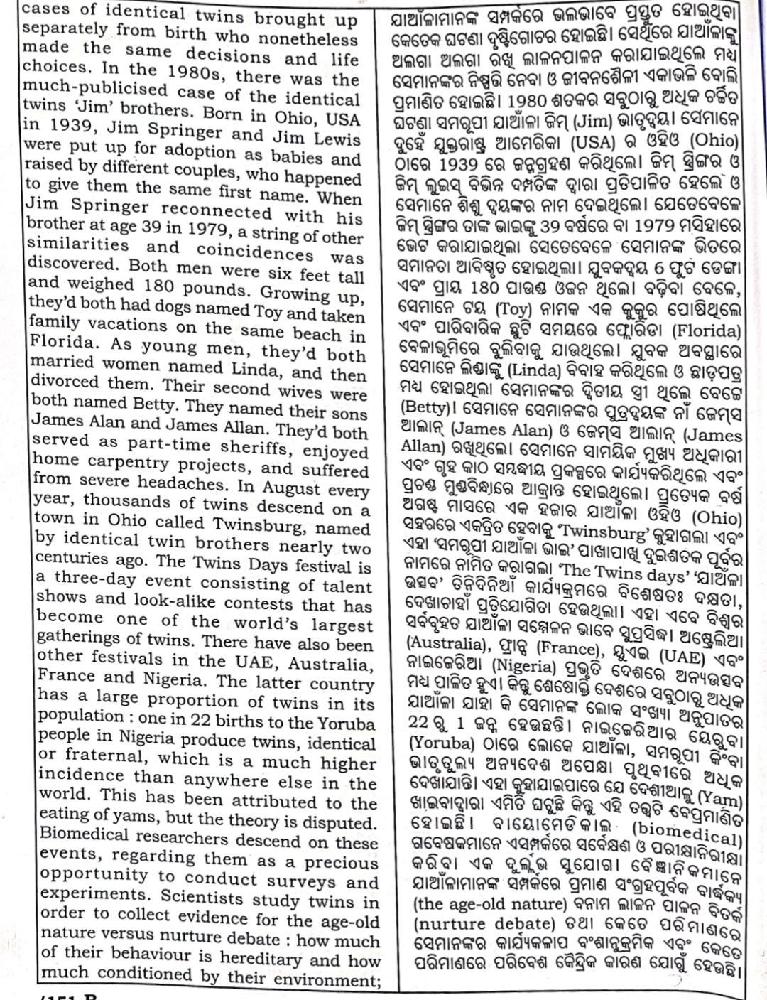 cases of identical twins brought up
separately from birth who nonetheless
made the same decisions and life
choices. In the 1980s, there was the
much-publicised case of the identical
twins ‘Jim’ brothers. Born in Ohio, USA
in 1939, Jim Springer and Jim Lewis
were put up for adoption as babies and
raised by different couples, who happened
to give them the same first name. When
Jim Springer reconnected with his
brother at age 39 in 1979, a string of other
similarities and coincidences was
discovered. Both men were six feet tall
and weighed 180 pounds. Growing up,
they’d both had dogs named Toy and taken
family vacations on the same beach in
Florida. As young men, they’d both
married women named Linda, and then
divorced them. Their second wives were
both named Betty. They named their sons
James Alan and James Allan. They’d both
served as part-time sheriffs, enjoyed
home carpentry projects, and suffered
from severe headaches. In August every
year, thousands of twins descend on a
town in Ohio called Twinsburg, named
by identical twin brothers nearly two
centuries ago. The Twins Days festival is
a three-day event consisting of talent
shows and look-alike contests that has
become one of the world’s largest
gatherings of twins. There have also been
other festivals in the UAE, Australia,
France and Nigeria. The latter country
has a large proportion of twins in its
population : one in 22 births to the Yoruba
people in Nigeria produce twins, identical
or fraternal, which is a much higher
incidence than anywhere else in the
world. This has been attributed to the
eating of yams, but the theory is disputed.
Biomedical researchers descend on these
events, regarding them as a precious
opportunity to conduct surveys and
experiments. Scientists study twins in
order to collect evidence for the age-old
nature versus nurture debate : how much
of their behaviour is hereditary and how
much conditioned by their environment;
ଯାଆଁଳାମାନଙ୍କ ସମ୍ପର୍କରେ ଭଲଭାବେ ପ୍ରସ୍ତୁତ ହୋଇଥିବା
କେତେକ ଘଟଣା ଦୃଷ୍ଟିଗୋଚର ହୋଇଛି। ସେଥିରେ ଯାଆଁଳାଙ୍କୁ
ଅଲଗା ଅଲଗା ରଖି ଲାଳନପାଳନ କରାଯାଇଥିଲେ ମଧ୍ୟ
ସେମାନଙ୍କର ନିଷ୍ପତ୍ତି ନେବା ଓ ଜୀବନଶୈଳୀ ଏକାଭଳି ବୋଲି
ପ୍ରମାଣିତ ହୋଇଛି। 1980 ଶତକର ସବୁଠାରୁ ଅଧିକ ଚର୍ଚ୍ଚିତ
ଘଟଣା ସମରୂପୀ ଯାଆଁଳା ଜିମ୍ (Jim) ଭାତୃଦ୍ୱୟ। ସେମାନେ
ଦୁହେଁ ଯୁକ୍ତରାଷ୍ଟ୍ର ଆମେରିକା (USA) ର ଓହିଓ (Ohio)
ଠାରେ 1939 ରେ ଜନ୍ମଗ୍ରହଣ କରିଥିଲେ। ଜିମ୍ ସ୍ପ୍ରିଙ୍ଗର ଓ
ଜିମ୍ ଲୁଇସ୍ ବିଭିନ୍ନ ଦମ୍ପତିଙ୍କ ଦ୍ୱାରା ପ୍ରତିପାଳିତ ହେଲେ ଓ
ସେମାନେ ଶିଶୁ ଦ୍ୱୟଙ୍କର ନାମ ଦେଇଥିଲେ। ଯେତେବେଳେ
ଜିମ୍ ସ୍ପ୍ରିଙ୍ଗର ତାଙ୍କ ଭାଇଙ୍କୁ 39 ବର୍ଷରେ ବା 1979 ମସିହାରେ
ଭେଟ କରାଯାଇଥିଲା ସେତେବେଳେ ସେମାନଙ୍କ ଭିତରେ
ସମାନତା ଆବିଷ୍କୃତ ହୋଇଥିଲା। ଯୁବକଦ୍ୱୟ 6 ଫୁଟ ଡେଙ୍ଗା
ଏବଂ ପ୍ରାୟ 180 ପାଉଣ୍ଡ ଓଜନ ଥିଲେ। ବଢ଼ିବା ବେଳେ,
ସେମାନେ ଟୟ (Toy) ନାମକ ଏକ କୁକୁର ପୋଷିଥିଲେ
ଏବଂ ପାରିବାରିକ ଛୁଟି ସମୟରେ ଫ୍ଲୋରିଡା (Florida)
ବେଳାଭୂମିରେ ବୁଲିବାକୁ ଯାଉଥିଲେ। ଯୁବକ ଅବସ୍ଥାରେ
ସେମାନେ ଲିଣ୍ଡାଙ୍କୁ (Linda) ବିବାହ କରିଥିଲେ ଓ ଛାଡ଼ପତ୍ର
ମଧ୍ୟ ହୋଇଥିଲା ସେମାନଙ୍କର ଦ୍ୱିତୀୟ ସ୍ତ୍ରୀ ଥିଲେ ବେଟ୍ଟେ
(Betty)। ସେମାନେ ସେମାନଙ୍କର ପୁତ୍ରଦ୍ୱୟଙ୍କ ନାଁ ଜେମ୍‌ସ
ଆଲାନ୍ (James Alan) ଓ ଜେମ୍‌ସ ଆଲାନ୍ (James
Allan) ରଖିଥିଲେ। ସେମାନେ ସାମୟିକ ମୁଖ୍ୟ ଅଧିକାରୀ
ଏବଂ ଗୃହ କାଠ ସମ୍ବନ୍ଧୀୟ ପ୍ରକଳ୍ପରେ କାର୍ଯ୍ୟକରିଥିଲେ ଏବଂ
ପ୍ରଚଣ୍ଡ ମୁଣ୍ଡବିନ୍ଧାରେ ଆକ୍ରାନ୍ତ ହୋଇଥିଲେ। ପ୍ରତ୍ୟେକ ବର୍ଷ
ଅଗଷ୍ଟ ମାସରେ ଏକ ହଜାର ଯାଆଁଳା ଓହିଓ (Ohio)
ସହରରେ ଏକତ୍ରିତ ହେବାକୁ ‘Twinsburg’ କୁହାଗଲା ଏବଂ
ଏହା ‘ସମରୂପୀ ଯାଆଁଳା ଭାଇ’ ପାଖାପାଖି ଦୁଇଶତକ ପୂର୍ବର
ନାମରେ ନାମିତ କରାଗଲା ‘The Twins days’ ‘ଯାଆଁଳା
ଉତ୍ସବ’ ତିନିଦିନିଆଁ କାର୍ଯ୍ୟକ୍ରମରେ ବିଶେଷତଃ ଦକ୍ଷତା,
ଦେଖାଚାହାଁ ପ୍ରତିଯୋଗିତା ହେଉଥିଲା। ଏହା ଏବେ ବିଶ୍ୱର
ସର୍ବବୃହତ ଯାଆଁଳା ସମ୍ମେଳନ ଭାବେ ସୁପ୍ରସିଦ୍ଧ। ଅଷ୍ଟ୍ରେଲିଆ
(Australia), ଫ୍ରାନ୍ସ (France), ୟୁଏଇ (UAE) ଏବଂ
ନାଇଜେରିଆ (Nigeria) ପ୍ରଭୃତି ଦେଶରେ ଅନ୍ୟଉତ୍ସବ
ମଧ୍ୟ ପାଳିତ ହୁଏ। କିନ୍ତୁ ଶେଷୋକ୍ତି ଦେଶରେ ସବୁଠାରୁ ଅଧିକ
ଯାଆଁଳା ଯାହା କି ସେମାନଙ୍କ ଲୋକ ସଂଖ୍ୟା ଅନୁପାତର
22 ରୁ 1 ଜନ୍ମ ହେଉଛନ୍ତି। ନାଇଜେରିଆର ୟେରୁବା
(Yoruba) ଠାରେ ଲୋକେ ଯାଆଁଳା, ସମରୂପୀ କିଂବା
ଭାତୃତୁଲ୍ୟ ଅନ୍ୟଦେଶ ଅପେକ୍ଷା ପୃଥିବୀରେ ଅଧିକ
ଦେଖାଯାନ୍ତି। ଏହା କୁହାଯାଇପାରେ ଯେ ଦେଶୀଆଳୁ (Yam)
ଖାଇବାଦ୍ୱାରା ଏମିତି ଘଟୁଛି କିନ୍ତୁ ଏହି ତତ୍ତ୍ୱଟି ବେପ୍ରମାଣିତ
ହୋଇଛି। ବାୟୋମେଡିକାଲ (biomedical)
ଗବେଷକମାନେ ଏସମ୍ପର୍କରେ ସର୍ବେକ୍ଷଣ ଓ ପରୀକ୍ଷାନିରୀକ୍ଷା
କରିବା ଏକ ଦୁର୍ଲ୍ଲଭ ସୁଯୋଗ। ବୈଜ୍ଞାନିକମାନେ
ଯାଆଁଳାମାନଙ୍କ ସମ୍ପର୍କରେ ପ୍ରମାଣ ସଂଗ୍ରହପୂର୍ବକ ବାର୍ଦ୍ଧକ୍ୟ
(the age-old nature) ବନାମ ଲାଳନ ପାଳନ ବିତର୍କ
(nurture debate) ତଥା କେତେ ପରିମାଣରେ
ସେମାନଙ୍କର କାର୍ଯ୍ୟକଳାପ ବଂଶାନୁକ୍ରମିକ ଏବଂ କେତେ
ପରିମାଣରେ ପରିବେଶ କୈନ୍ଦ୍ରିକ କାରଣ ଯୋଗୁଁ ହେଉଛି।